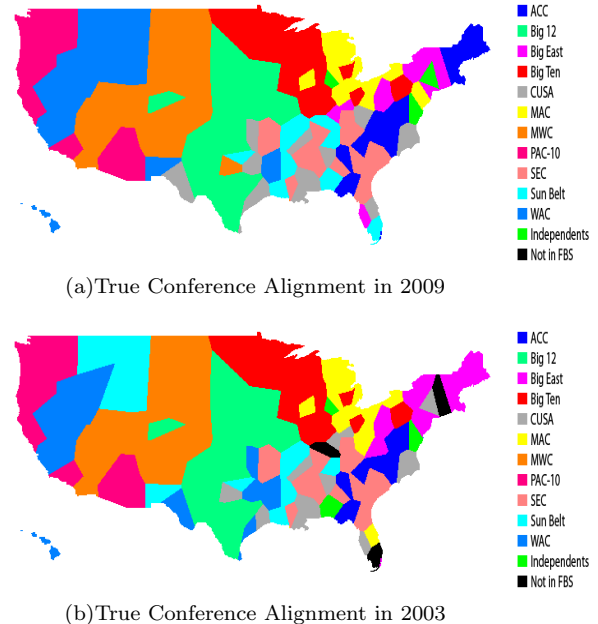 ACC
Big 12
Big East
Big Ten
CUSA
MAC
MWC
PAC-10
SEC
Sun Belt
WAC
Independents
Not in FBS
(a)True Conference Alignment in 2009
ACC
Big 12
Big East
Big Ten
CUSA
MAC
MWC
PAC-10
SEC
Sun Belt
WAC
Independents
Not in FBS
(b)True Conference Alignment in 2003